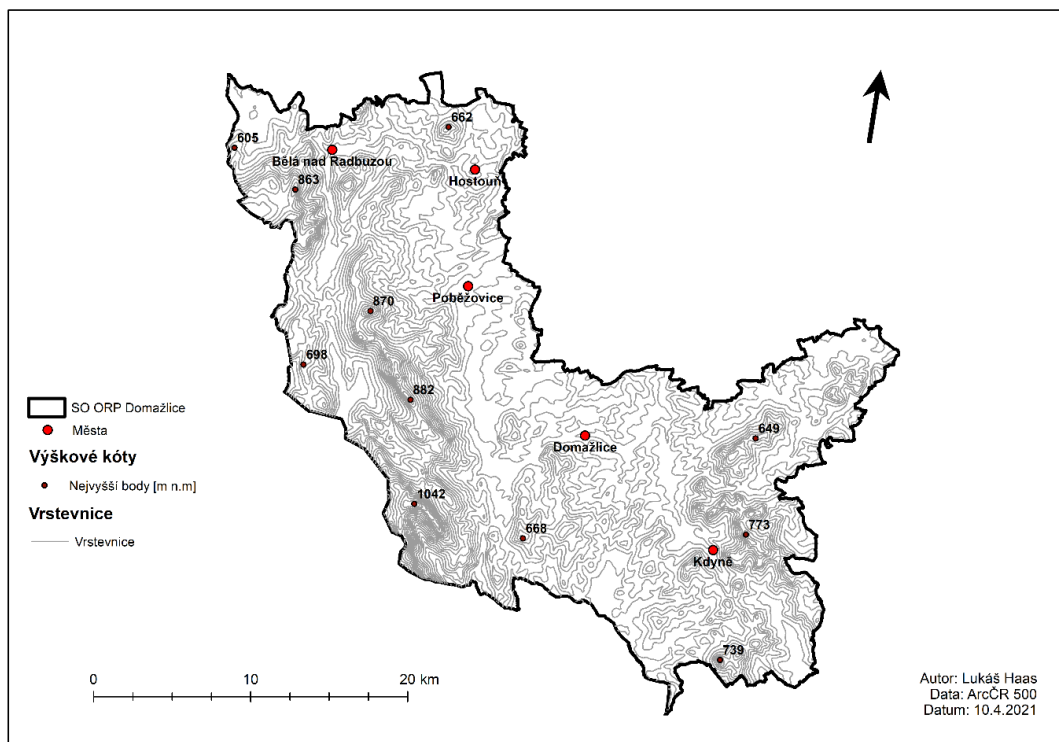 662
605
Bělá nad Radbuzou
863
Hostouň
Poběžovice
870
698
882
SO ORP Domažlice
Města
Výškové kóty
Nejvyšší body [m n.m]
Vrstevnice
Vrstevnice
649
Domažlice
1042
668
773
Kdyně
739
0 10 20 km
Autor: Lukáš Haas
Data: ArcČR 500
Datum: 10.4.2021